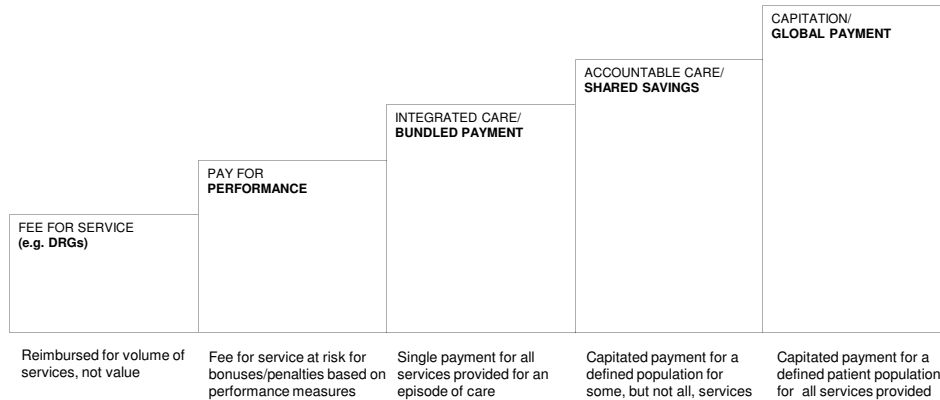 CAPITATION/
GLOBAL PAYMENT
ACCOUNTABLE CARE/
SHARED SAVINGS
INTEGRATED CARE/
BUNDLED PAYMENT
PAY FOR
PERFORMANCE
FEE FOR SERVICE
(e.g. DRGs)
Reimbursed for volume of
services, not value
Fee for service at risk for
bonuses/penalties based on
performance measures
Single payment for all
services provided for an
episode of care
Capitated payment for a
defined population for
some, but not all, services
Capitated payment for a
defined patient population
for all services provided